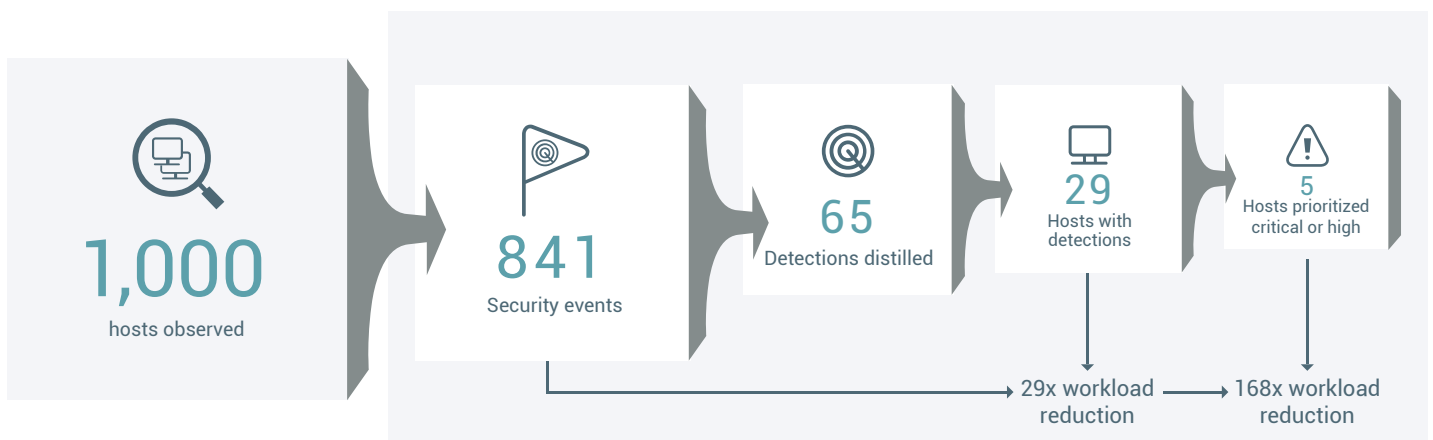 1,000
hosts observed
841
Security events
65
Detections distilled
29
Hosts with
detections
5
Hosts prioritized
critical or high
29x workload
reduction
168x workload
reduction